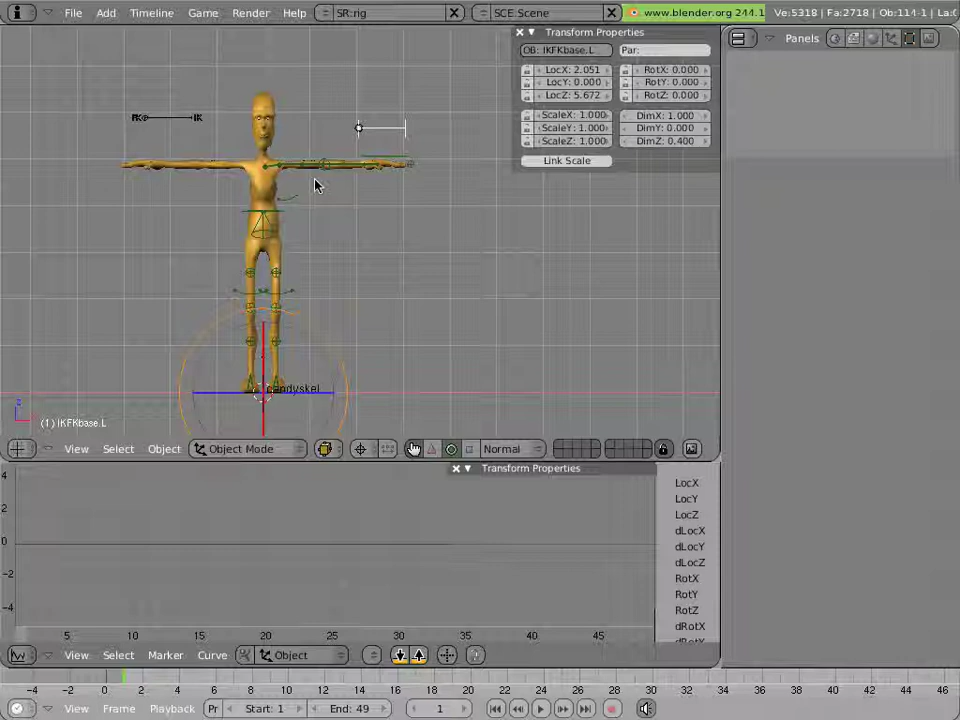 File Add Timeline Game Render Help SR:rig SCE:Scene www.blender.org 244.1 Ve:5318 | Fa:2718 | Ob:114-1 | La:
Transform Properties
OB: IKFKbase.L Par:
LocX: 2.051 RotX: 0.000
LocY: 0.000 RotY: 0.000
LocZ: 5.672 RotZ: 0.000
ScaleX: 1.000 DimX: 1.000
ScaleY: 1.000 DimY: 0.000
ScaleZ: 1.000 DimZ: 0.400
Link Scale
Panels
IK
z
(1) IKFKbase.L
View Select Object Object Mode Normal
Transform Properties
4
2
0
-2
-4
5 10 15 20 25 30 35 40 45
LocX
LocY
LocZ
dLocX
dLocY
dLocZ
RotX
RotY
RotZ
dRotX
dRotY
View Select Marker Curve Object
-4 -2 0 2 4 6 8 10 12 14 16 18 20 22 24 26 28 30 32 34 36 38 40 42 44 46
View Frame Playback Pr Start: 1 End: 49 1